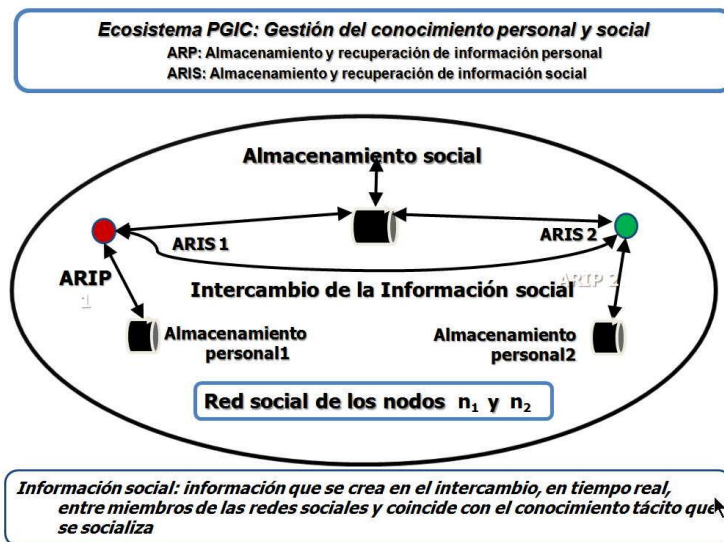 Ecosistema PGIC: Gestión del conocimiento personal y social
ARP: Almacenamiento y recuperación de información personal
ARIS: Almacenamiento y recuperación de información social
Almacenamiento social
ARIS 1
ARIS 2
ARIP
1
ARIP 2
Intercambio de la Información social
Almacenamiento
personal1
Almacenamiento
personal2
Red social de los nodos n₁ y n₂
Información social: información que se crea en el intercambio, en tiempo real,
entre miembros de las redes sociales y coincide con el conocimiento tácito que
se socializa